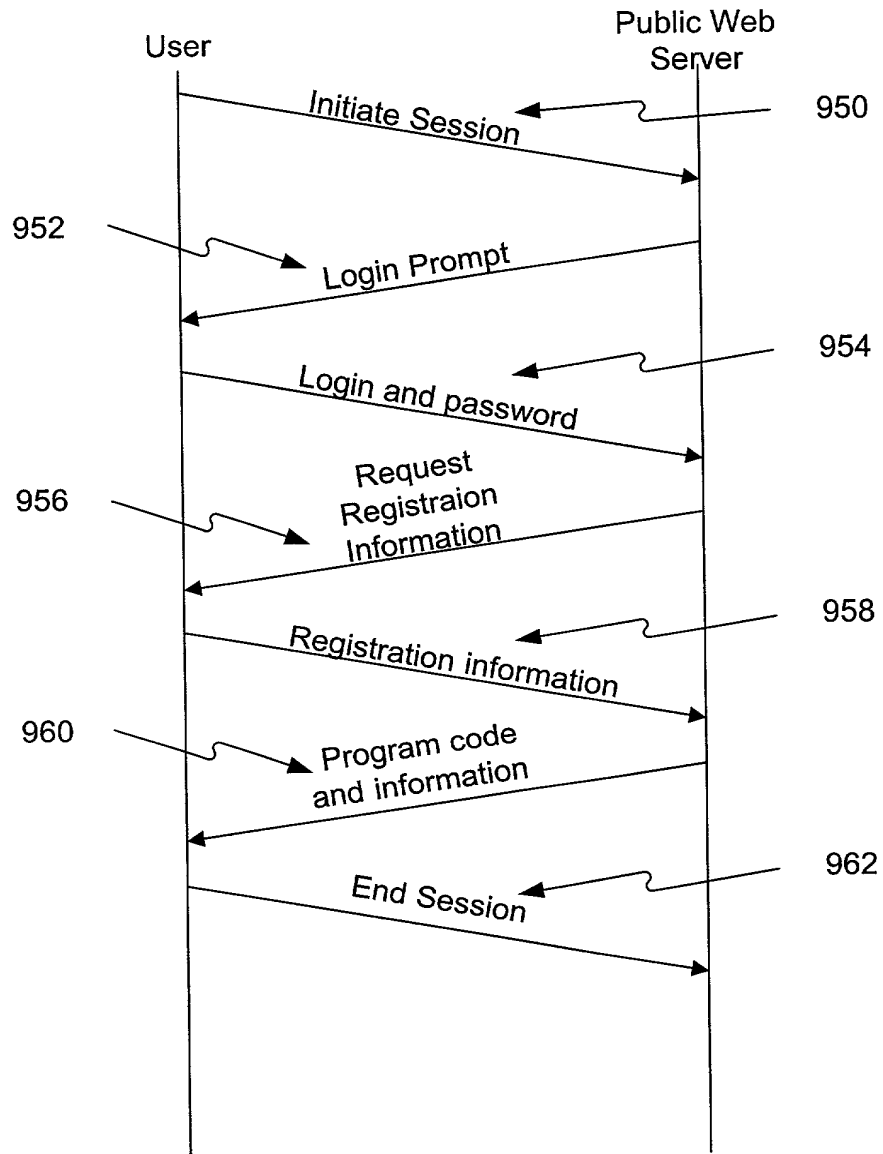 User
Public Web
Server
Initiate Session
950
952
Login Prompt
954
Login and password
956
Request
Registraion
Information
958
Registration information
960
Program code
and information
962
End Session